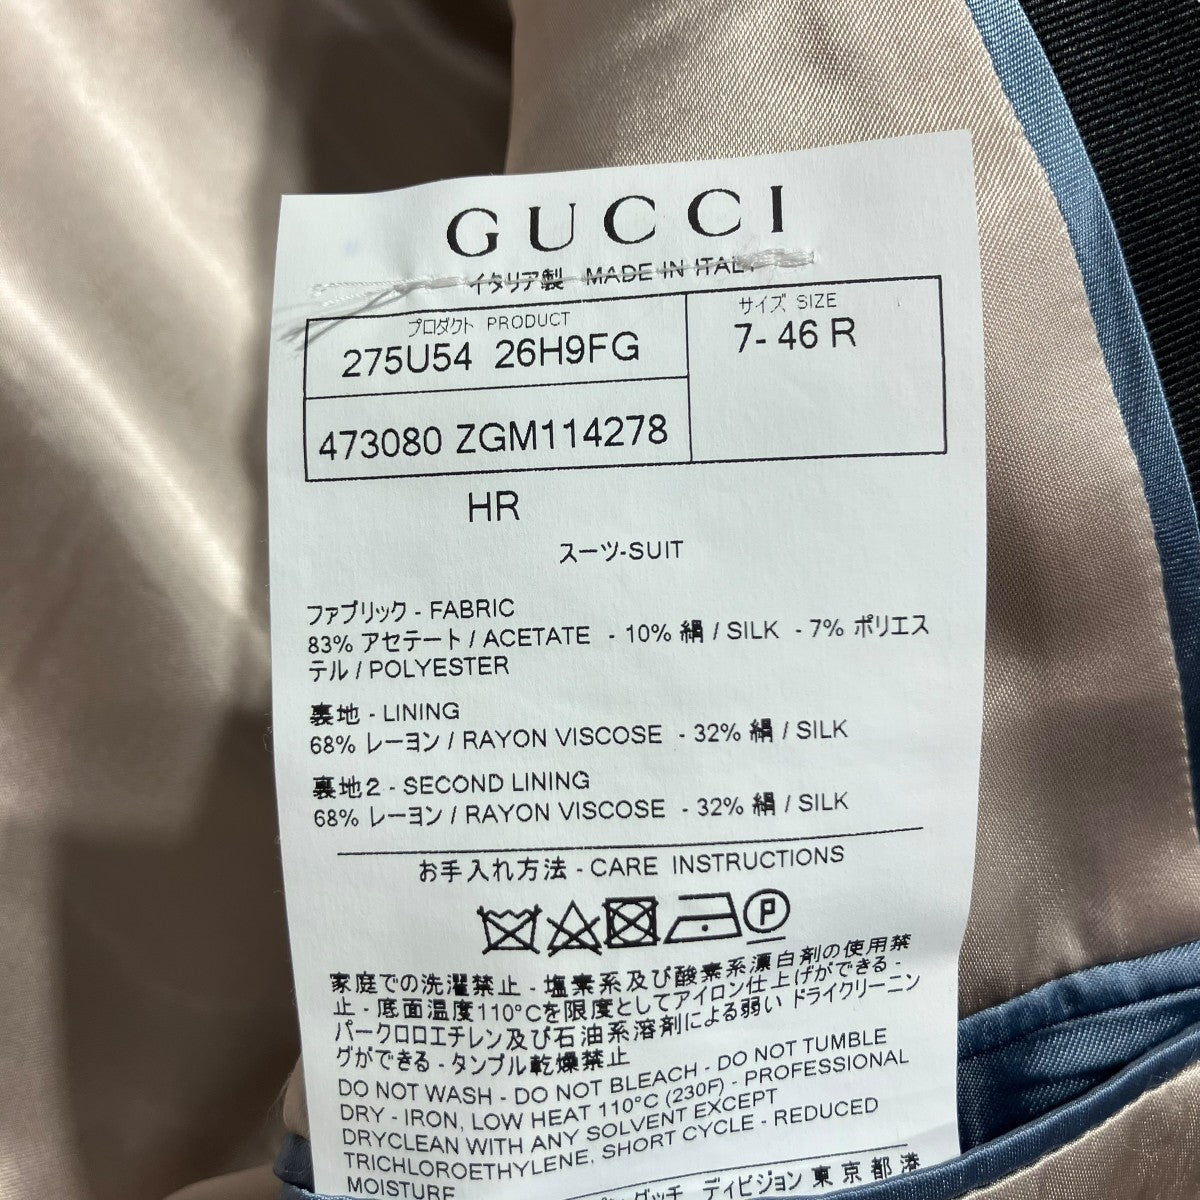 GUCCI
イタリア製 MADE IN ITALY
プロダクト PRODUCT
275U54 26H9FG
サイズ SIZE
7- 46 R
473080 ZGM114278
HR
スーツ-SUIT
ファブリック - FABRIC
83% アセテート / ACETATE - 10% 絹 / SILK - 7% ポリエス
テル / POLYESTER
裏地 - LINING
68% レーヨン / RAYON VISCOSE - 32% 絹 / SILK
裏地2 - SECOND LINING
68% レーヨン / RAYON VISCOSE - 32% 絹 / SILK
お手入れ方法 - CARE INSTRUCTIONS
P
家庭での洗濯禁止 - 塩素系及び酸素系漂白剤の使用禁
止 - 底面温度110°Cを限度としてアイロン仕上げができる -
パークロロエチレン及び石油系溶剤による弱い ドライクリーニン
グができる - タンブル乾燥禁止
DO NOT WASH - DO NOT BLEACH - DO NOT TUMBLE
DRY - IRON, LOW HEAT 110°C (230F) - PROFESSIONAL
DRYCLEAN WITH ANY SOLVENT EXCEPT
TRICHLOROETHYLENE, SHORT CYCLE - REDUCED
MOISTURE
グッチ ディビジョン 東京都港